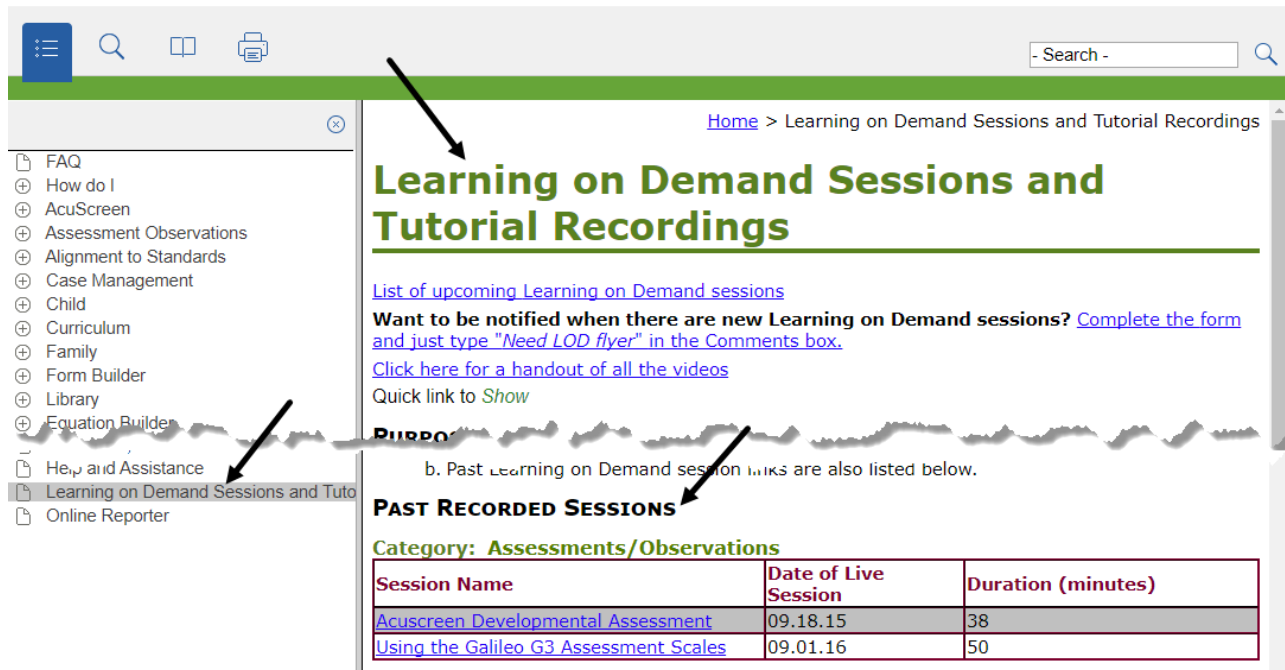 - Search -
Home > Learning on Demand Sessions and Tutorial Recordings
FAQ
How do I
AcuScreen
Assessment Observations
Alignment to Standards
Case Management
Child
Curriculum
Family
Form Builder
Library
Equation Builder
Help and Assistance
Learning on Demand Sessions and Tuto
Online Reporter
Learning on Demand Sessions and
Tutorial Recordings
List of upcoming Learning on Demand sessions
Want to be notified when there are new Learning on Demand sessions? Complete the form
and just type "Need LOD flyer" in the Comments box.
Click here for a handout of all the videos
Quick link to Show
b. Past Learning on Demand session links are also listed below.
PAST RECORDED SESSIONS
Category: Assessments/Observations
Session Name Date of Live Session Duration (minutes)
Acuscreen Developmental Assessment 09.18.15 38
Using the Galileo G3 Assessment Scales 09.01.16 50